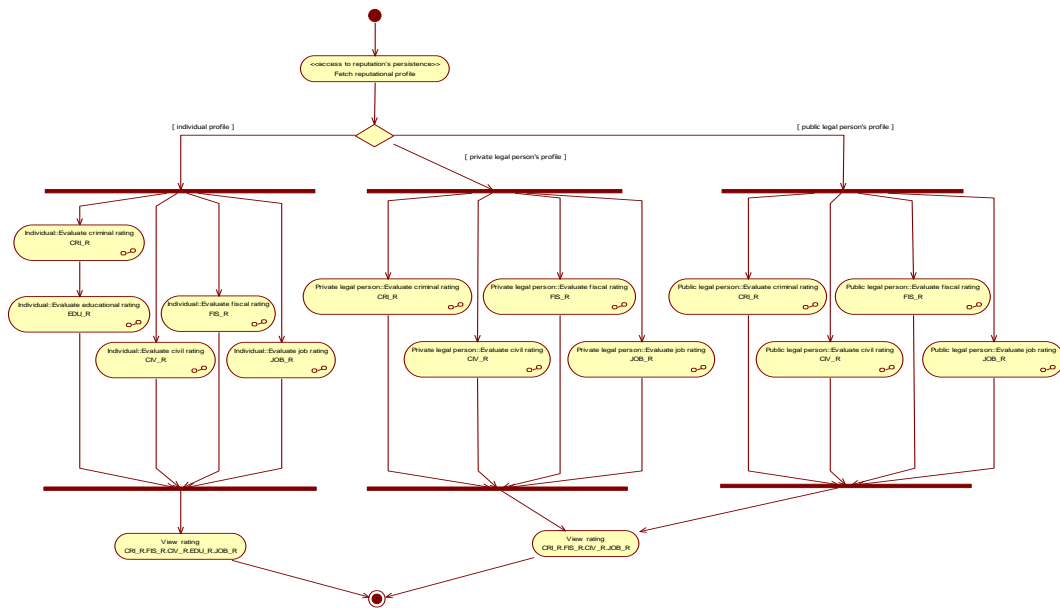 <<access to reputation's persistence>>
Fetch reputational profile
[ individual profile ]
[ private legal person's profile ]
[ public legal person's profile ]
Individual::Evaluate criminal rating
CRI_R
Individual::Evaluate educational rating
EDU_R
Individual::Evaluate fiscal rating
FIS_R
Individual::Evaluate civil rating
CIV_R
Individual::Evaluate job rating
JOB_R
Private legal person::Evaluate criminal rating
CRI_R
Private legal person::Evaluate fiscal rating
FIS_R
Private legal person::Evaluate civil rating
CIV_R
Private legal person::Evaluate job rating
JOB_R
Public legal person::Evaluate criminal rating
CRI_R
Public legal person::Evaluate fiscal rating
FIS_R
Public legal person::Evaluate civil rating
CIV_R
Public legal person::Evaluate job rating
JOB_R
View rating
CRI_R.FIS_R.CIV_R.EDU_R.JOB_R
View rating
CRI_R.FIS_R.CIV_R.JOB_R